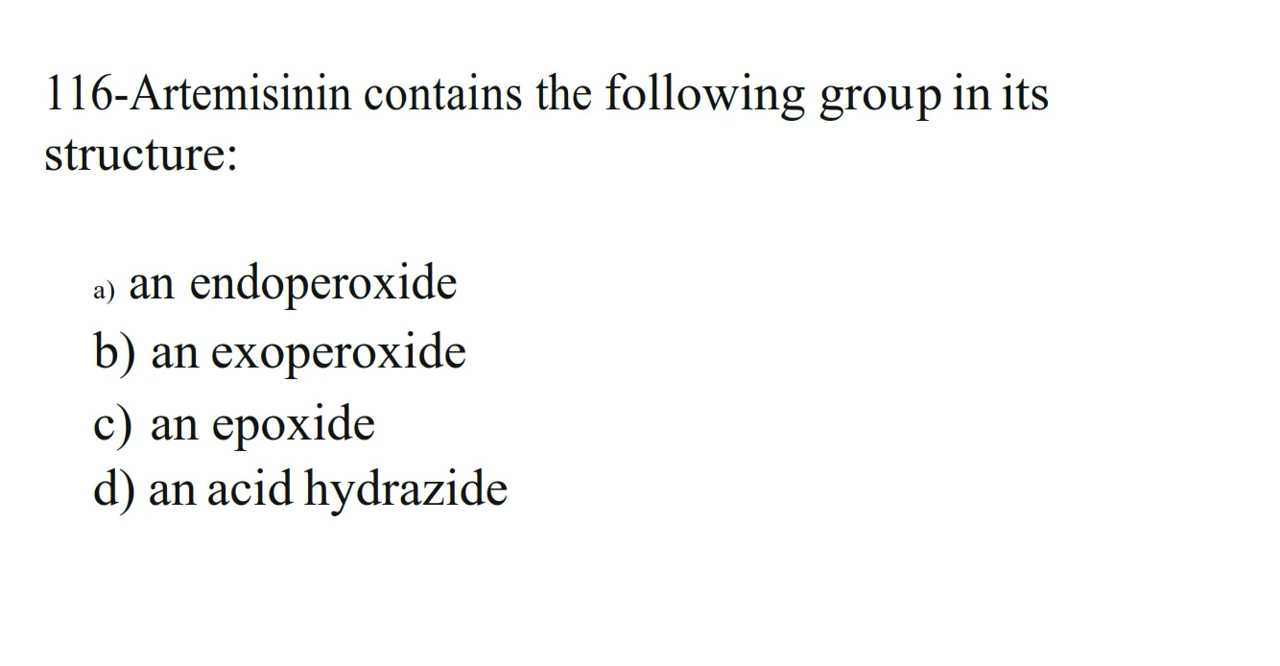 116-Artemisinin contains the following group in its
structure:
a) an endoperoxide
b) an exoperoxide
c) an epoxide
d) an acid hydrazide